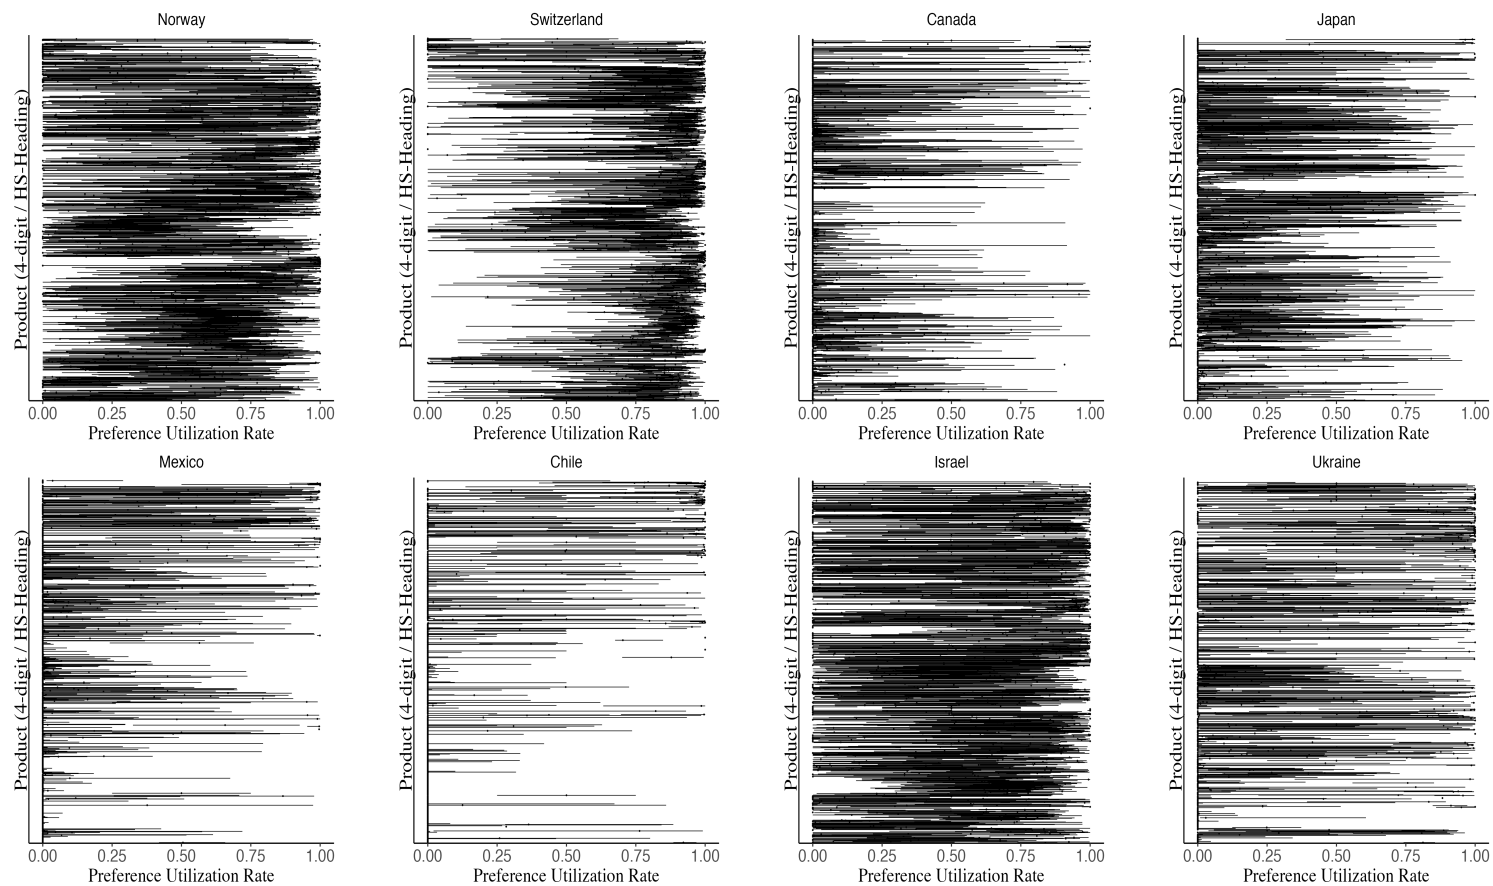 Norway
Switzerland
Canada
Japan
Product (4-digit / HS-Heading)
Product (4-digit / HS-Heading)
Product (4-digit / HS-Heading)
Product (4-digit / HS-Heading)
0.00 0.25 0.50 0.75 1.00
0.00 0.25 0.50 0.75 1.00
0.00 0.25 0.50 0.75 1.00
0.00 0.25 0.50 0.75 1.00
Preference Utilization Rate
Preference Utilization Rate
Preference Utilization Rate
Preference Utilization Rate
Mexico
Chile
Israel
Ukraine
Product (4-digit / HS-Heading)
Product (4-digit / HS-Heading)
Product (4-digit / HS-Heading)
Product (4-digit / HS-Heading)
0.00 0.25 0.50 0.75 1.00
0.00 0.25 0.50 0.75 1.00
0.00 0.25 0.50 0.75 1.00
0.00 0.25 0.50 0.75 1.00
Preference Utilization Rate
Preference Utilization Rate
Preference Utilization Rate
Preference Utilization Rate